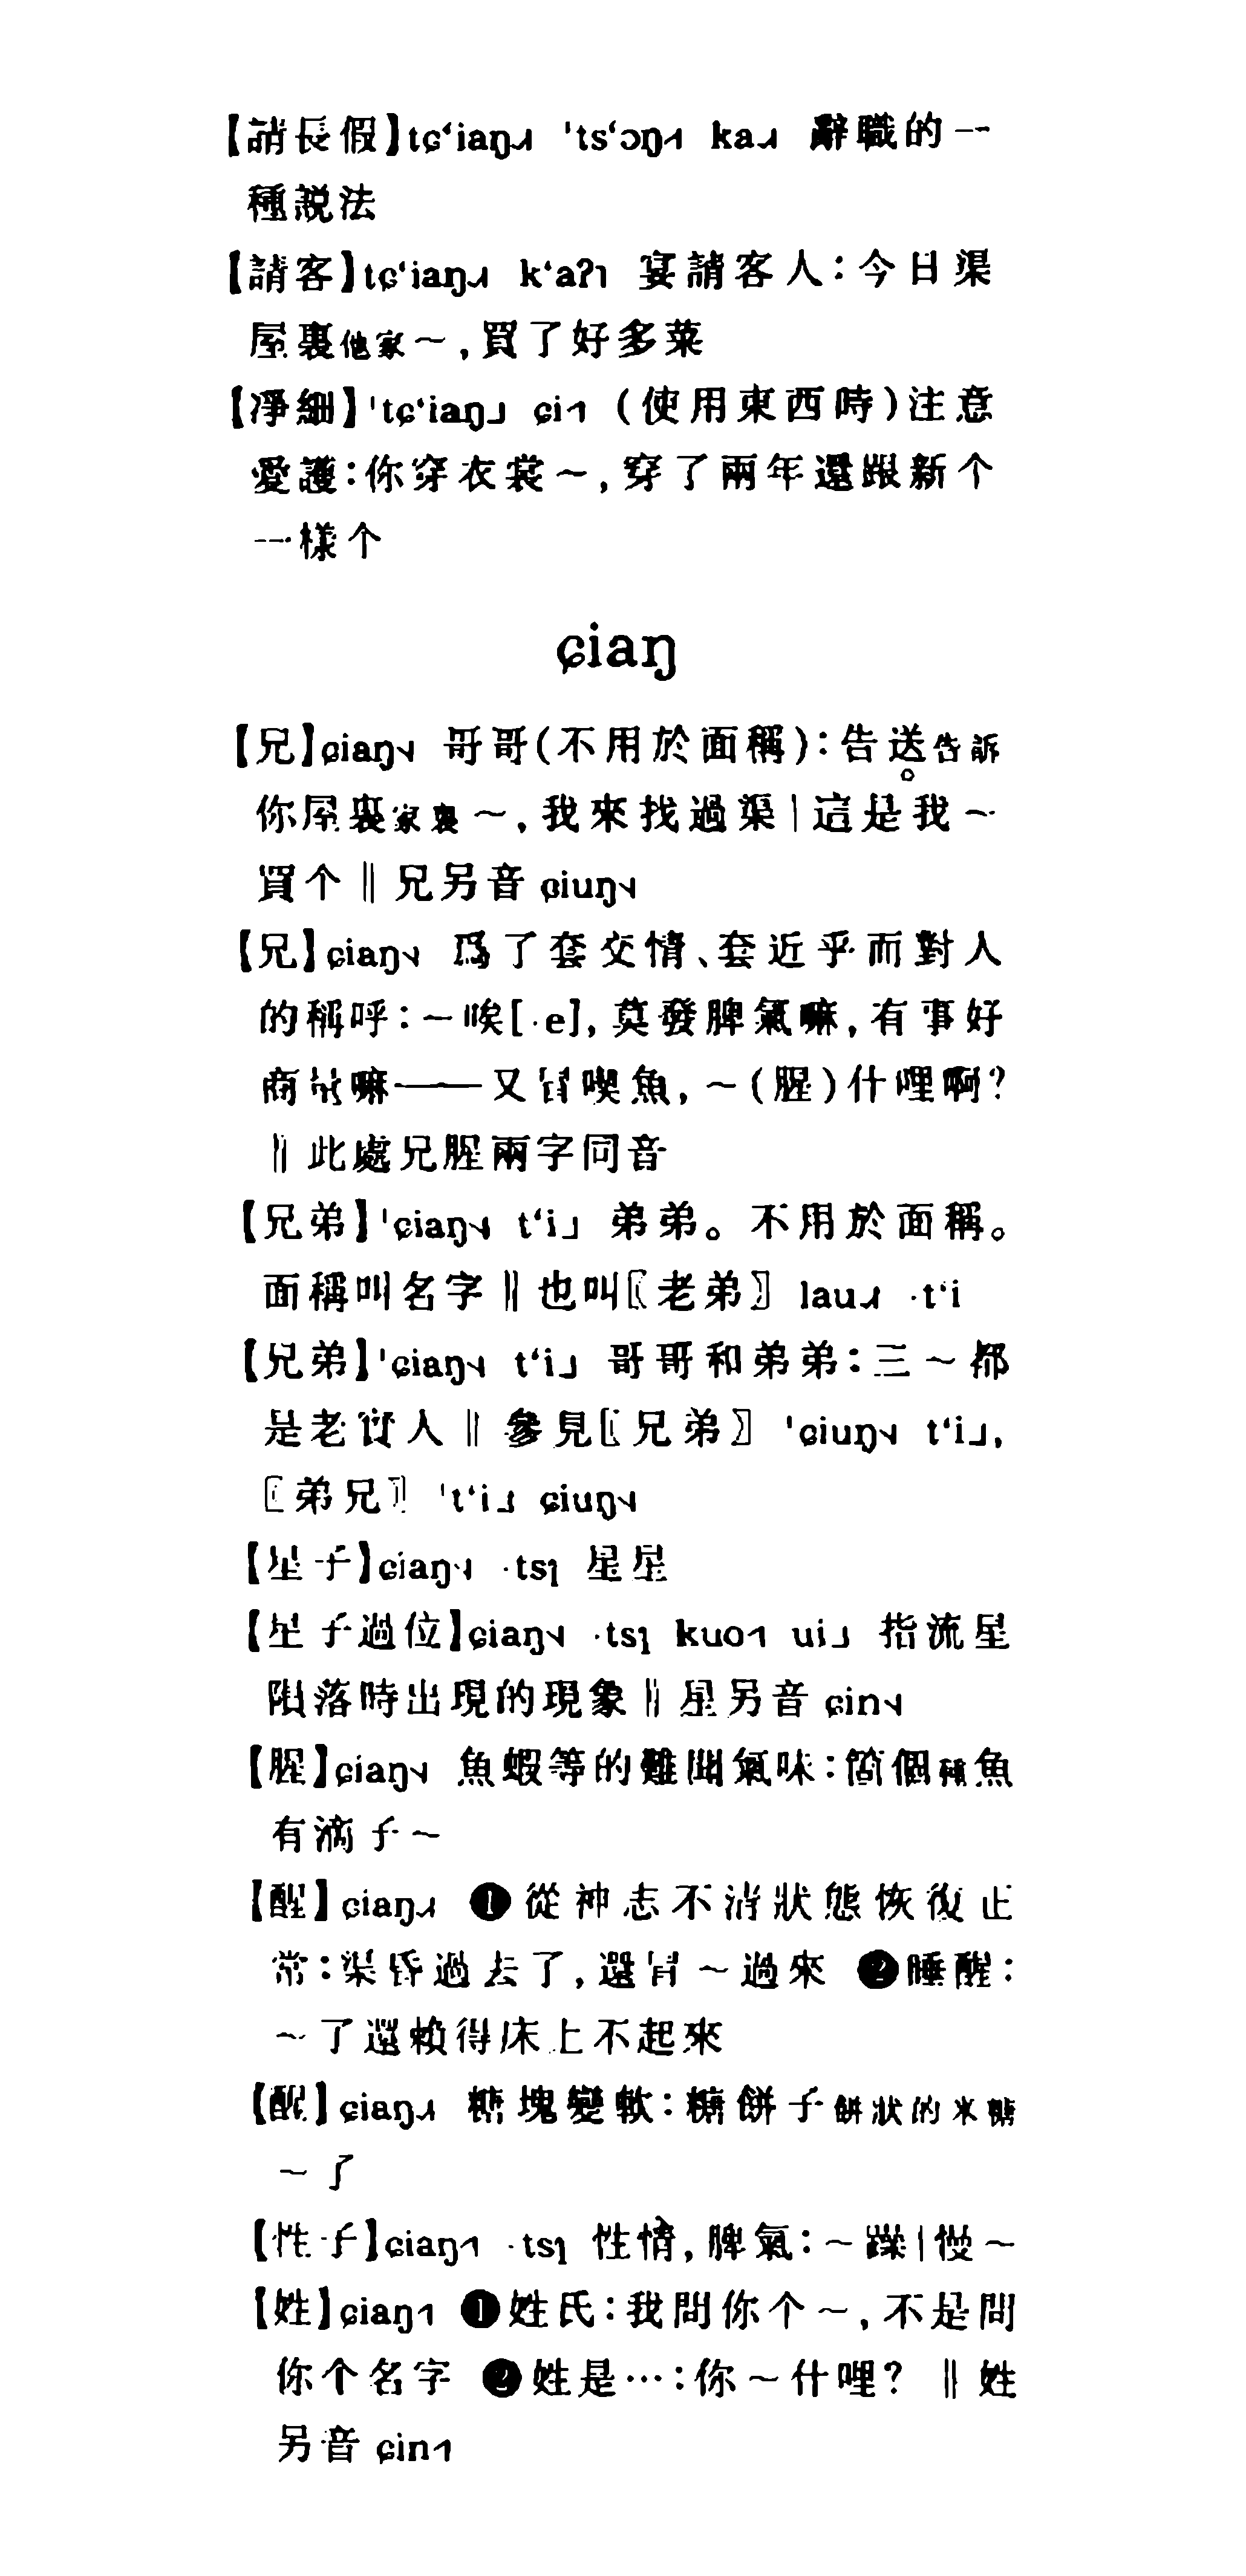 【請長假】tɕʻiaŋ˩˧ ˈtsʻɔŋ˧˥ ka˩˧ 辭職的一
種説法
【請客】tɕʻiaŋ˩˧ kʻaʔ˥ 宴請客人:今日渠
屋裏他家～,買了好多菜
【凈細】ˈtɕʻiaŋ˩ ɕi˧˥ (使用東西時)注意
愛護:你穿衣裳～,穿了兩年還跟新个
一樣个
ɕiaŋ
【兄】ɕiaŋ˦˨ 哥哥(不用於面稱):告送告訴
你屋裏家裏～,我來找過渠|這是我～
買个‖兄另音 ɕiuŋ˦˨
【兄】ɕiaŋ˦˨ 爲了套交情、套近乎而對人
的稱呼:～唉[·e],莫發脾氣嘛,有事好
商量嘛——又冒喫魚,～(腥)什哩啊?
‖此處兄腥兩字同音
【兄弟】ˈɕiaŋ˦˨ tʻi˩ 弟弟。不用於面稱。
面稱叫名字‖也叫〖老弟〗 lau˩˧ ·tʻi
【兄弟】ˈɕiaŋ˦˨ tʻi˩ 哥哥和弟弟:三～都
是老實人‖參見〖兄弟〗 ˈɕiuŋ˦˨ tʻi˩,
〖弟兄〗 ˈtʻi˩ ɕiuŋ˦˨
【星子】ɕiaŋ˦˨ ·tsɿ 星星
【星子過位】ɕiaŋ˦˨ ·tsɿ kuo˧˥ ui˩ 指流星
隕落時出現的現象‖星另音 ɕin˦˨
【腥】ɕiaŋ˦˨ 魚蝦等的難聞氣味:箇個種魚
有滴子～
【醒】ɕiaŋ˩˧ ❶從神志不清狀態恢復正
常:渠昏過去了,還冒～過來 ❷睡醒:
～了還賴得床上不起來
【醒】ɕiaŋ˩˧ 糖塊變軟:糖餅子餅狀的米糖
～了
【性子】ɕiaŋ˧˥ ·tsɿ 性情,脾氣:～躁|慢～
【姓】ɕiaŋ˧˥ ❶姓氏:我問你个～,不是問
你个名字 ❷姓是…:你～什哩? ‖姓
另音 ɕin˧˥